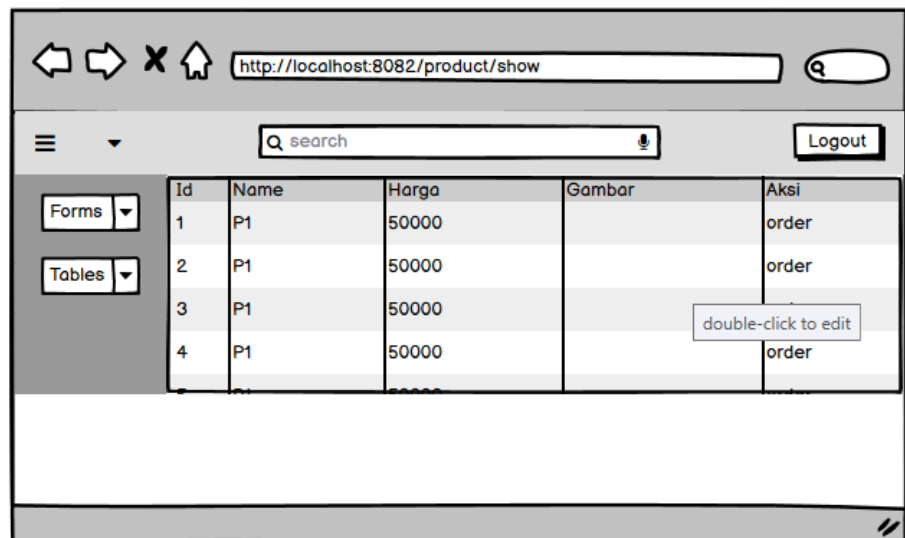 http://localhost:8082/product/show
search
Logout
Forms
Tables
Id Name Harga Gambar Aksi
1 P1 50000 order
2 P1 50000 order
3 P1 50000
double-click to edit
4 P1 50000 order